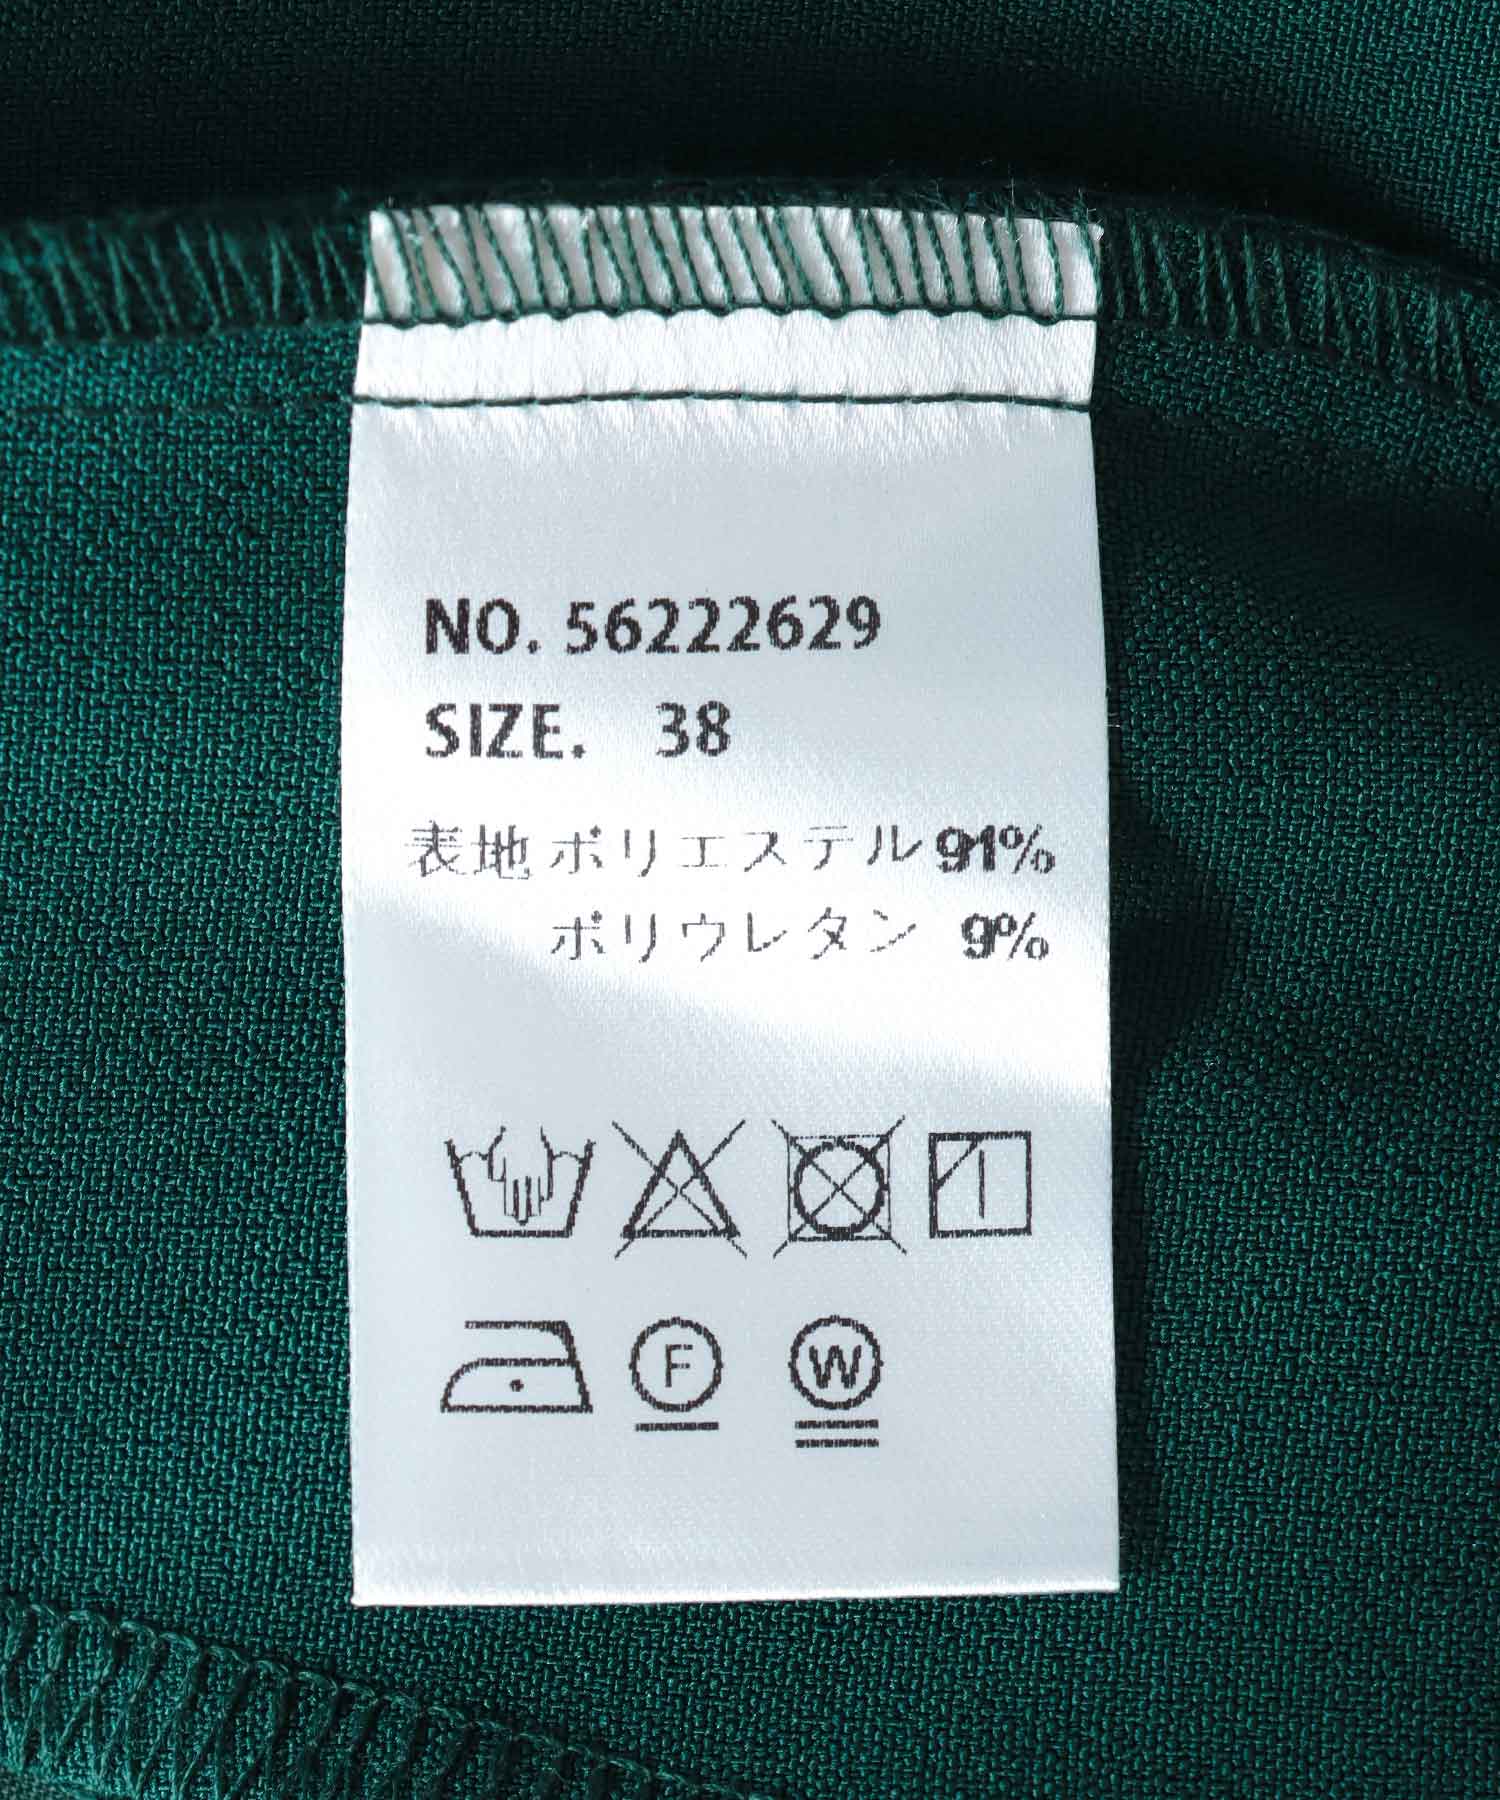 NO. 56222629
SIZE. 38
表地 ポリエステル 91%
ポリウレタン 9%
F
W